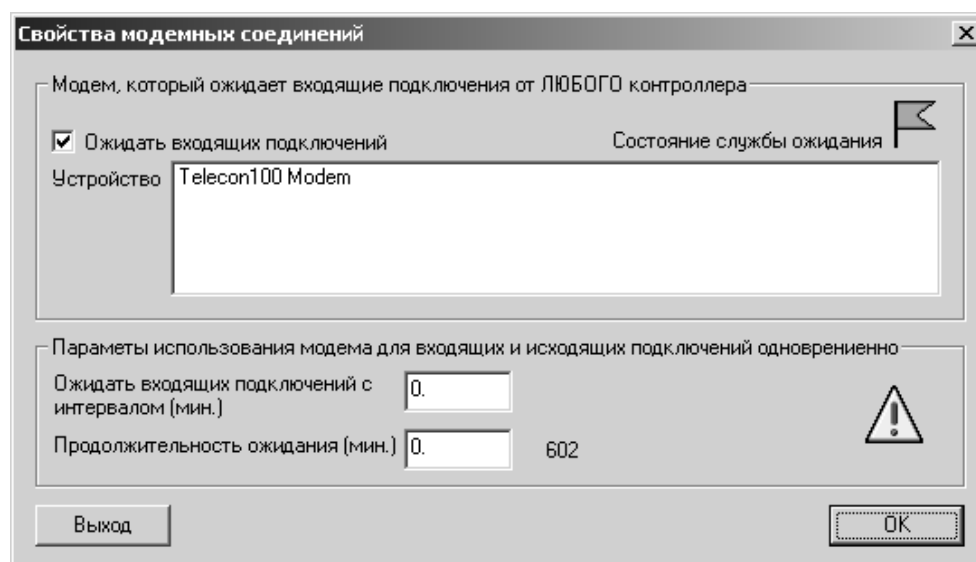 Свойства модемных соединений
Модем, который ожидает входящие подключения от ЛЮБОГО контроллера
Ожидать входящих подключений
Состояние службы ожидания
Устройство
Telecon100 Modem
Параметы использования модема для входящих и исходящих подключений одновриенно
Ожидать входящих подключений с
интервалом (мин.)
0.
Продолжительность ожидания (мин.)
0.
602
Выход
OK